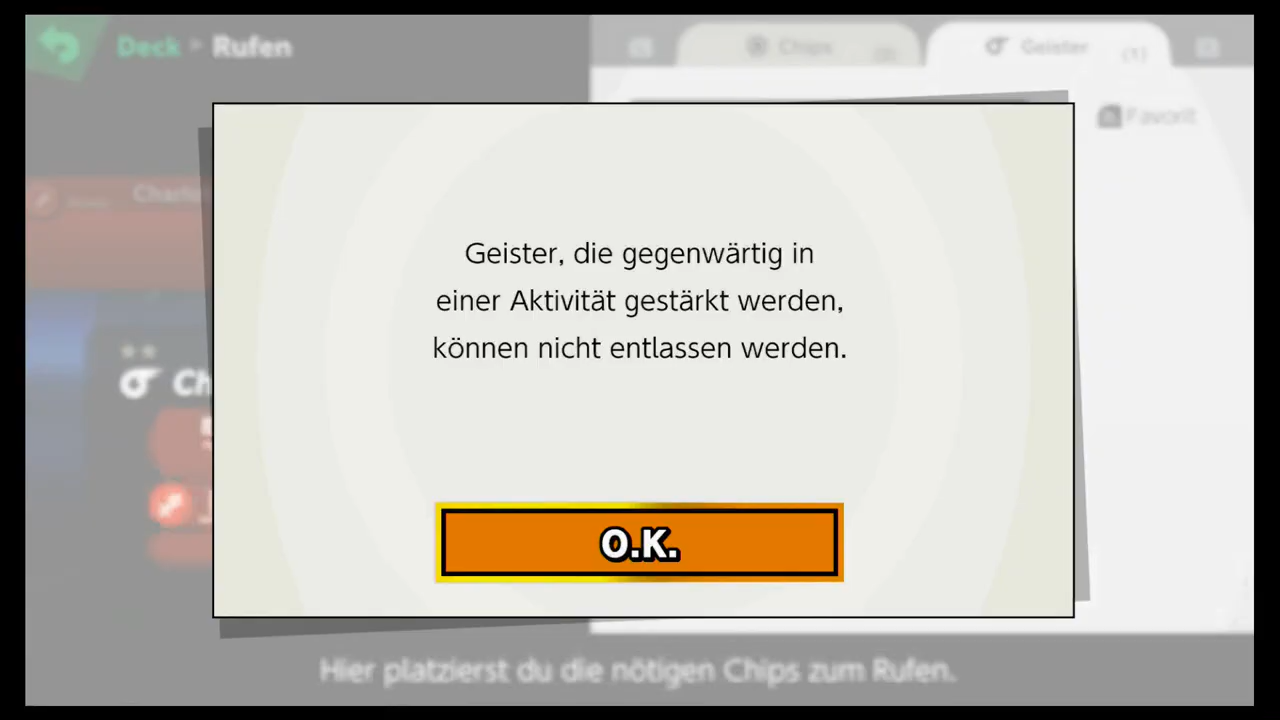 Deck > Rufen
Chips
Geister (1)
Favorit
Geister, die gegenwärtig in
einer Aktivität gestärkt werden,
können nicht entlassen werden.
O.K.
Hier platzierst du die nötigen Chips zum Rufen.